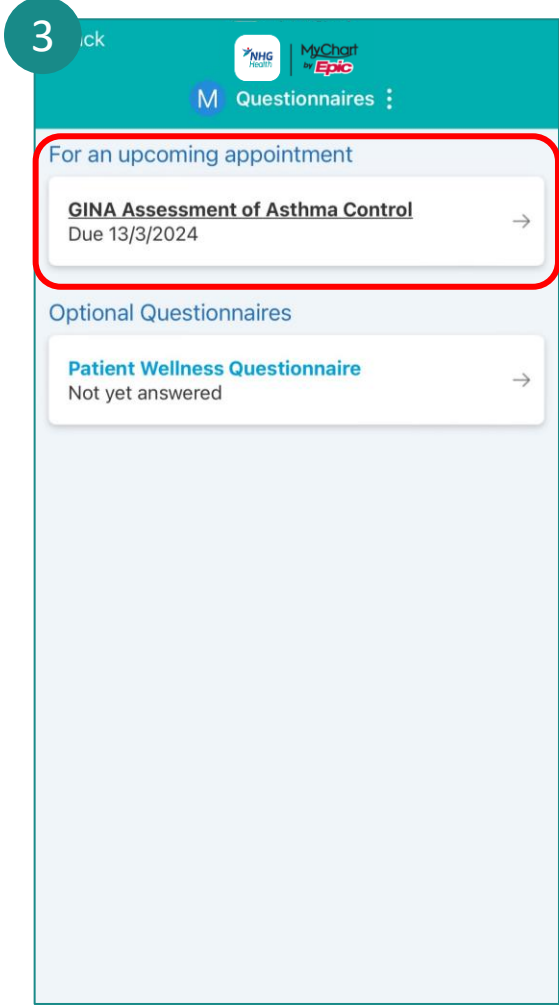 3
ck
NHG
Health
MyChart
by Epic
M Questionnaires
For an upcoming appointment
GINA Assessment of Asthma Control
Due 13/3/2024
Optional Questionnaires
Patient Wellness Questionnaire
Not yet answered